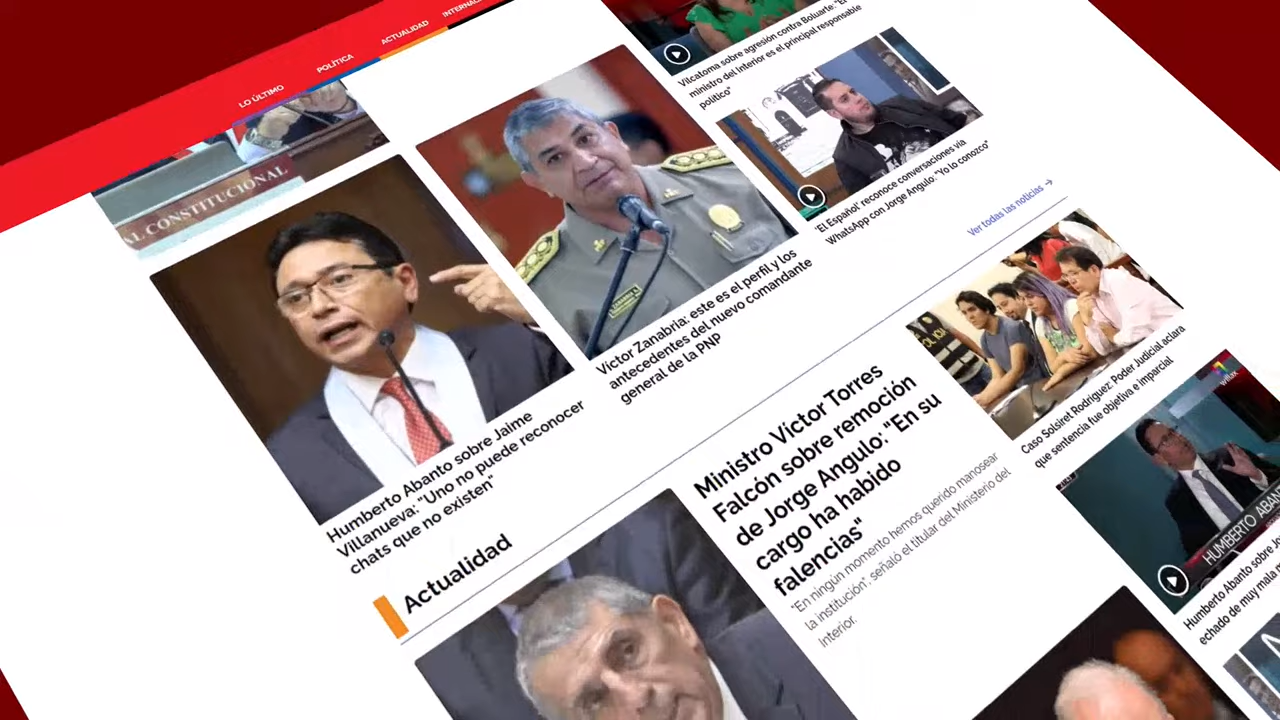 LO ÚLTIMO
POLÍTICA
ACTUALIDAD
AL CONSTITUCIONAL
Humberto Abanto sobre Jaime
Villanueva: "Uno no puede reconocer
chats que no existen"
Víctor Zanabria: este es el perfil y los
antecedentes del nuevo comandante
general de la PNP
Vilcatoma sobre agresión contra Boluarte: "El
ministro del Interior es el principal responsable
político"
'El Español' reconoce conversaciones vía
WhatsApp con Jorge Angulo: "Yo lo conozco"
Ver todas las noticias →
Actualidad
Ministro Víctor Torres
Falcón sobre remoción
de Jorge Angulo: "En su
cargo ha habido
falencias"
"En ningún momento hemos querido manosear
la institución", señaló el titular del Ministerio del
Interior.
Caso Solsiret Rodríguez: Poder Judicial aclara
que sentencia fue objetiva e imparcial
willax
HUMBERTO ABAN
Humberto Abanto sobre J
echado de muy mala